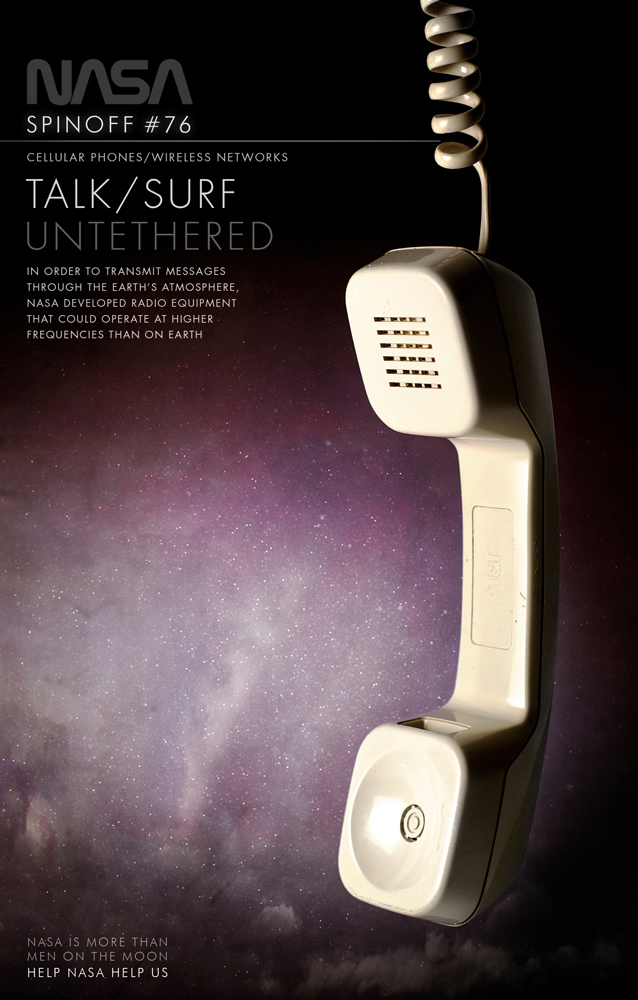 NASA
SPINOFF #76
CELLULAR PHONES/WIRELESS NETWORKS
TALK/SURF
UNTETHERED
IN ORDER TO TRANSMIT MESSAGES
THROUGH THE EARTH'S ATMOSPHERE,
NASA DEVELOPED RADIO EQUIPMENT
THAT COULD OPERATE AT HIGHER
FREQUENCIES THAN ON EARTH
AT&T
NASA IS MORE THAN
MEN ON THE MOON
HELP NASA HELP US